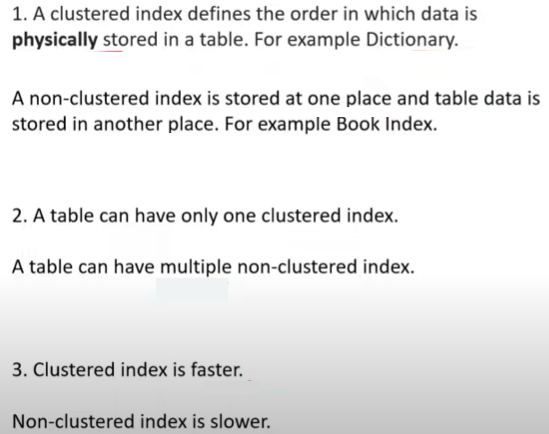 1. A clustered index defines the order in which data is
physically stored in a table. For example Dictionary.
A non-clustered index is stored at one place and table data is
stored in another place. For example Book Index.
2. A table can have only one clustered index.
A table can have multiple non-clustered index.
3. Clustered index is faster.
Non-clustered index is slower.